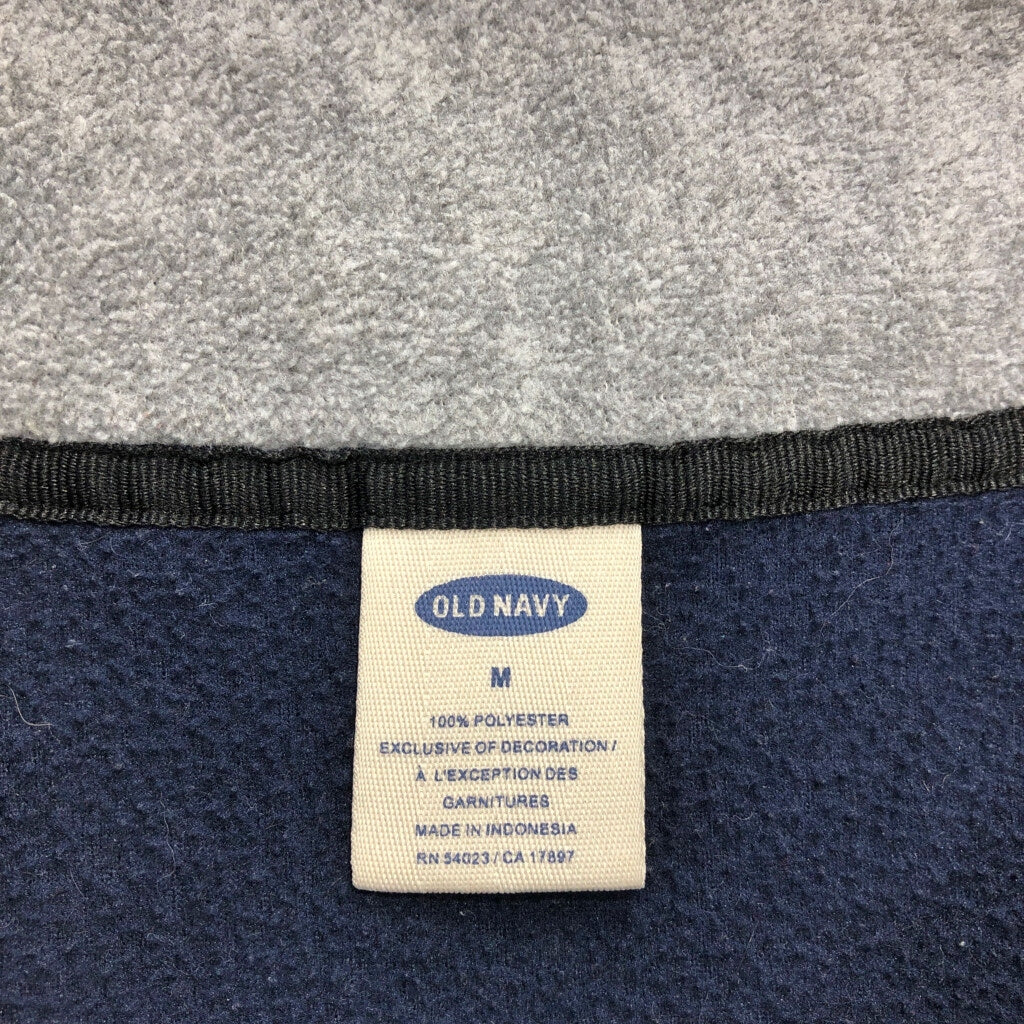 OLD NAVY
M
100% POLYESTER
EXCLUSIVE OF DECORATION /
À L'EXCEPTION DES
GARNITURES
MADE IN INDONESIA
RN 54023 / CA 17897